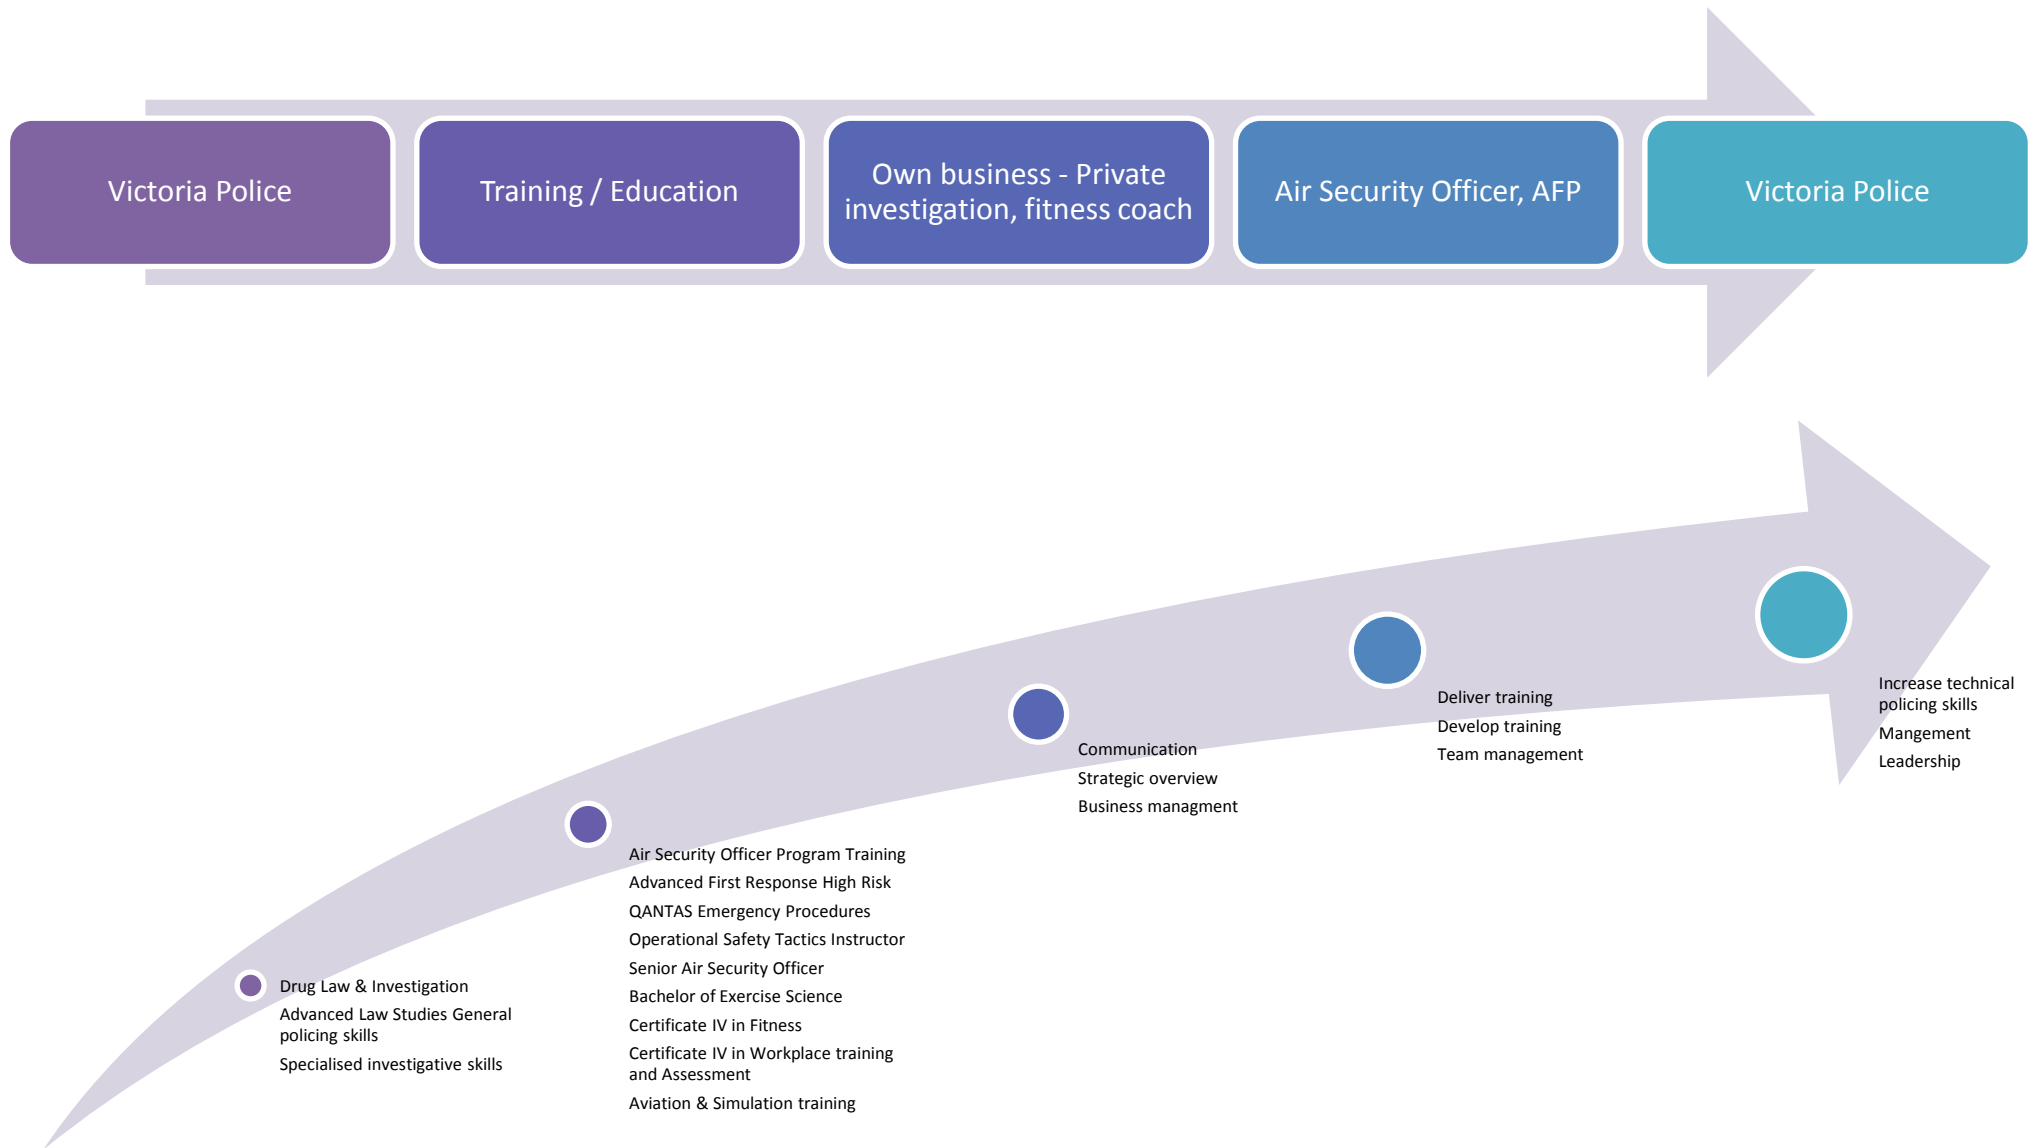 Victoria Police
Training / Education
Own business - Private
investigation, fitness coach
Air Security Officer, AFP
Victoria Police
Drug Law & Investigation
Advanced Law Studies General
policing skills
Specialised investigative skills
Air Security Officer Program Training
Advanced First Response High Risk
QANTAS Emergency Procedures
Operational Safety Tactics Instructor
Senior Air Security Officer
Bachelor of Exercise Science
Certificate IV in Fitness
Certificate IV in Workplace training
and Assessment
Aviation & Simulation training
Communication
Strategic overview
Business managment
Deliver training
Develop training
Team management
Increase technical
policing skills
Mangement
Leadership